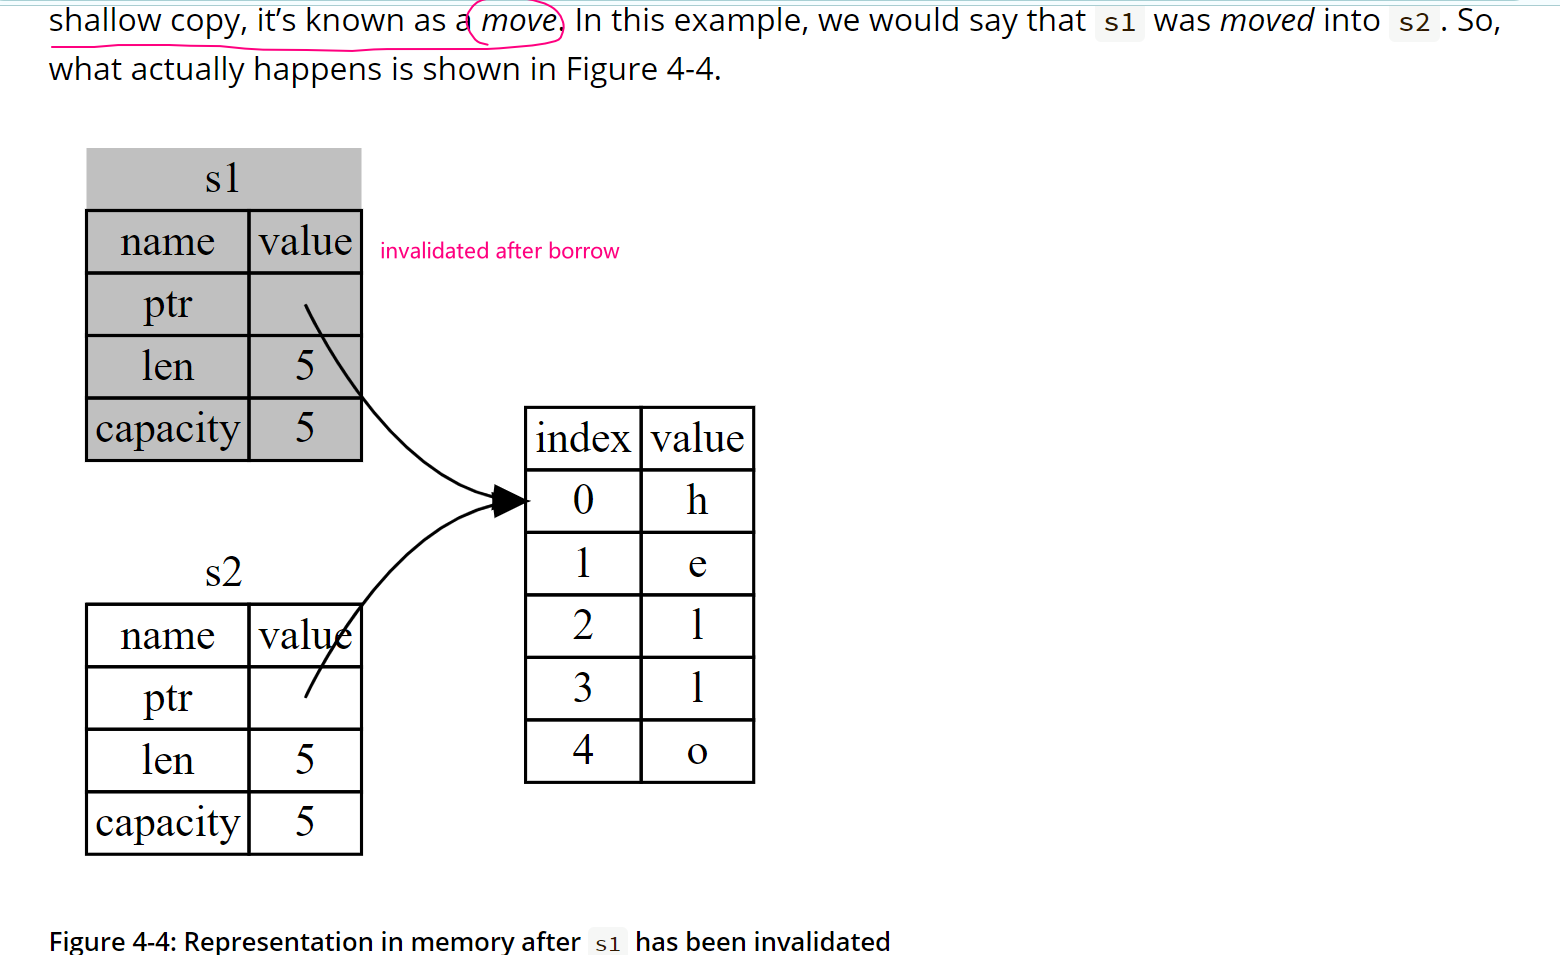 shallow copy, it’s known as a move. In this example, we would say that s1 was moved into s2. So,
what actually happens is shown in Figure 4-4.
s1
name value
invalidated after borrow
ptr
len 5
capacity 5
index value
0 h
1 e
2 l
3 l
4 o
s2
name value
ptr
len 5
capacity 5
Figure 4-4: Representation in memory after s1 has been invalidated